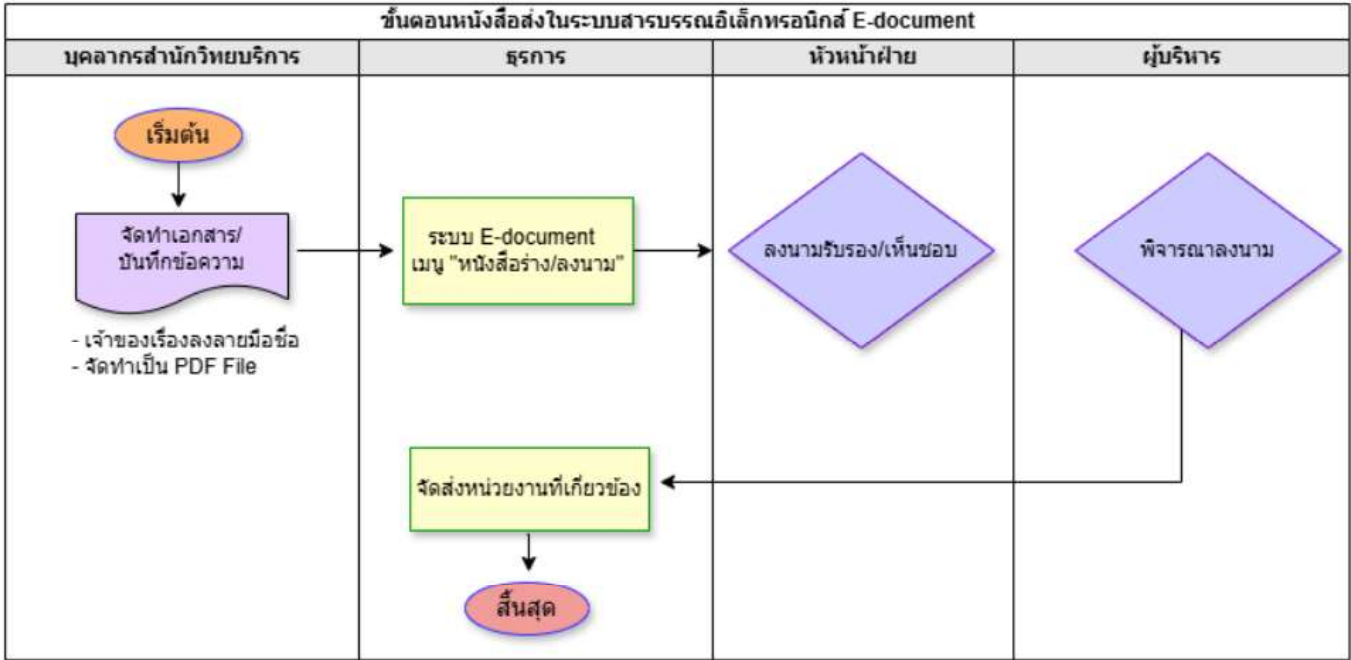 ขั้นตอนหนังสือส่งในระบบสารบรรณอิเล็กทรอนิกส์ E-document
บุคลากรสำนักวิทยบริการ
ธุรการ
หัวหน้าฝ่าย
ผู้บริหาร
เริ่มต้น
จัดทำเอกสาร/
บันทึกข้อความ
- เจ้าของเรื่องลงลายมือชื่อ
- จัดทำเป็น PDF File
ระบบ E-document
เมนู "หนังสือร่าง/ลงนาม"
ลงนามรับรอง/เห็นชอบ
พิจารณาลงนาม
จัดส่งหน่วยงานที่เกี่ยวข้อง
สิ้นสุด